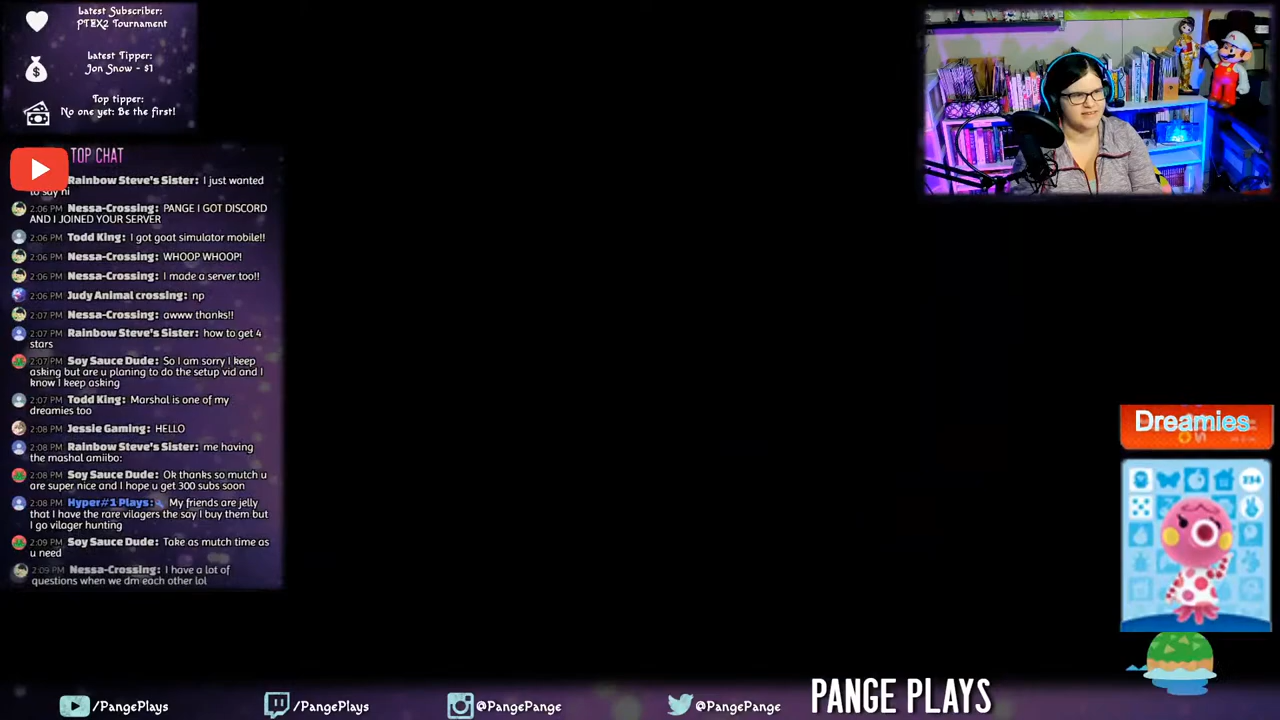 Latest Subscriber:
PTEX2 Tournament
Latest Tipper:
Jon Snow - $1
Top tipper:
No one yet: Be the first!
TOP CHAT
Rainbow Steve's Sister: I just wanted
to say hi
2:06 PM Nessa-Crossing: PANGE I GOT DISCORD
AND I JOINED YOUR SERVER
2:06 PM Todd King: I got goat simulator mobile!!
2:06 PM Nessa-Crossing: WHOOP WHOOP!
2:06 PM Nessa-Crossing: I made a server too!!
2:06 PM Judy Animal crossing: np
2:07 PM Nessa-Crossing: awww thanks!!
2:07 PM Rainbow Steve's Sister: how to get 4
stars
2:07 PM Soy Sauce Dude: So I am sorry I keep
asking but are u planing to do the setup vid and I
know I keep asking
2:07 PM Todd King: Marshal is one of my
dreamies too
2:08 PM Jessie Gaming: HELLO
2:08 PM Rainbow Steve's Sister: me having
the mashal amiibo:
2:08 PM Soy Sauce Dude: Ok thanks so mutch u
are super nice and I hope u get 300 subs soon
2:08 PM Hyper#1 Plays: My friends are jelly
that I have the rare vilagers the say I buy them but
I go vilager hunting
2:09 PM Soy Sauce Dude: Take as mutch time as
u need
2:09 PM Nessa-Crossing: I have a lot of
questions when we dm each other lol
Dreamies
234
/PangePlays
/PangePlays
@PangePange
@PangePange
PANGE PLAYS